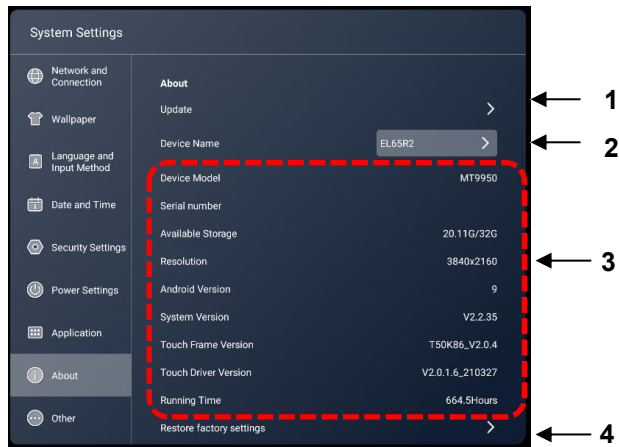 System Settings
Network and
Connection
Wallpaper
A
Language and
Input Method
1
Date and Time
Security Settings
Power Settings
Application
About
Other
About
Update
Device Name EL65R2
Device Model MT9950
Serial number
Available Storage 20.11G/32G
Resolution 3840x2160
Android Version 9
System Version V2.2.35
Touch Frame Version T50K86_V2.0.4
Touch Driver Version V2.0.1.6_210327
Running Time 664.5Hours
Restore factory settings
1
2
3
4